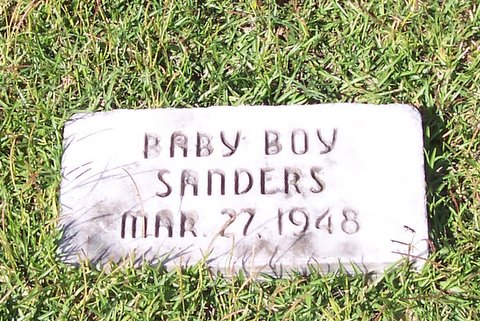 BABY BOY
SANDERS
MAR. 27, 1948